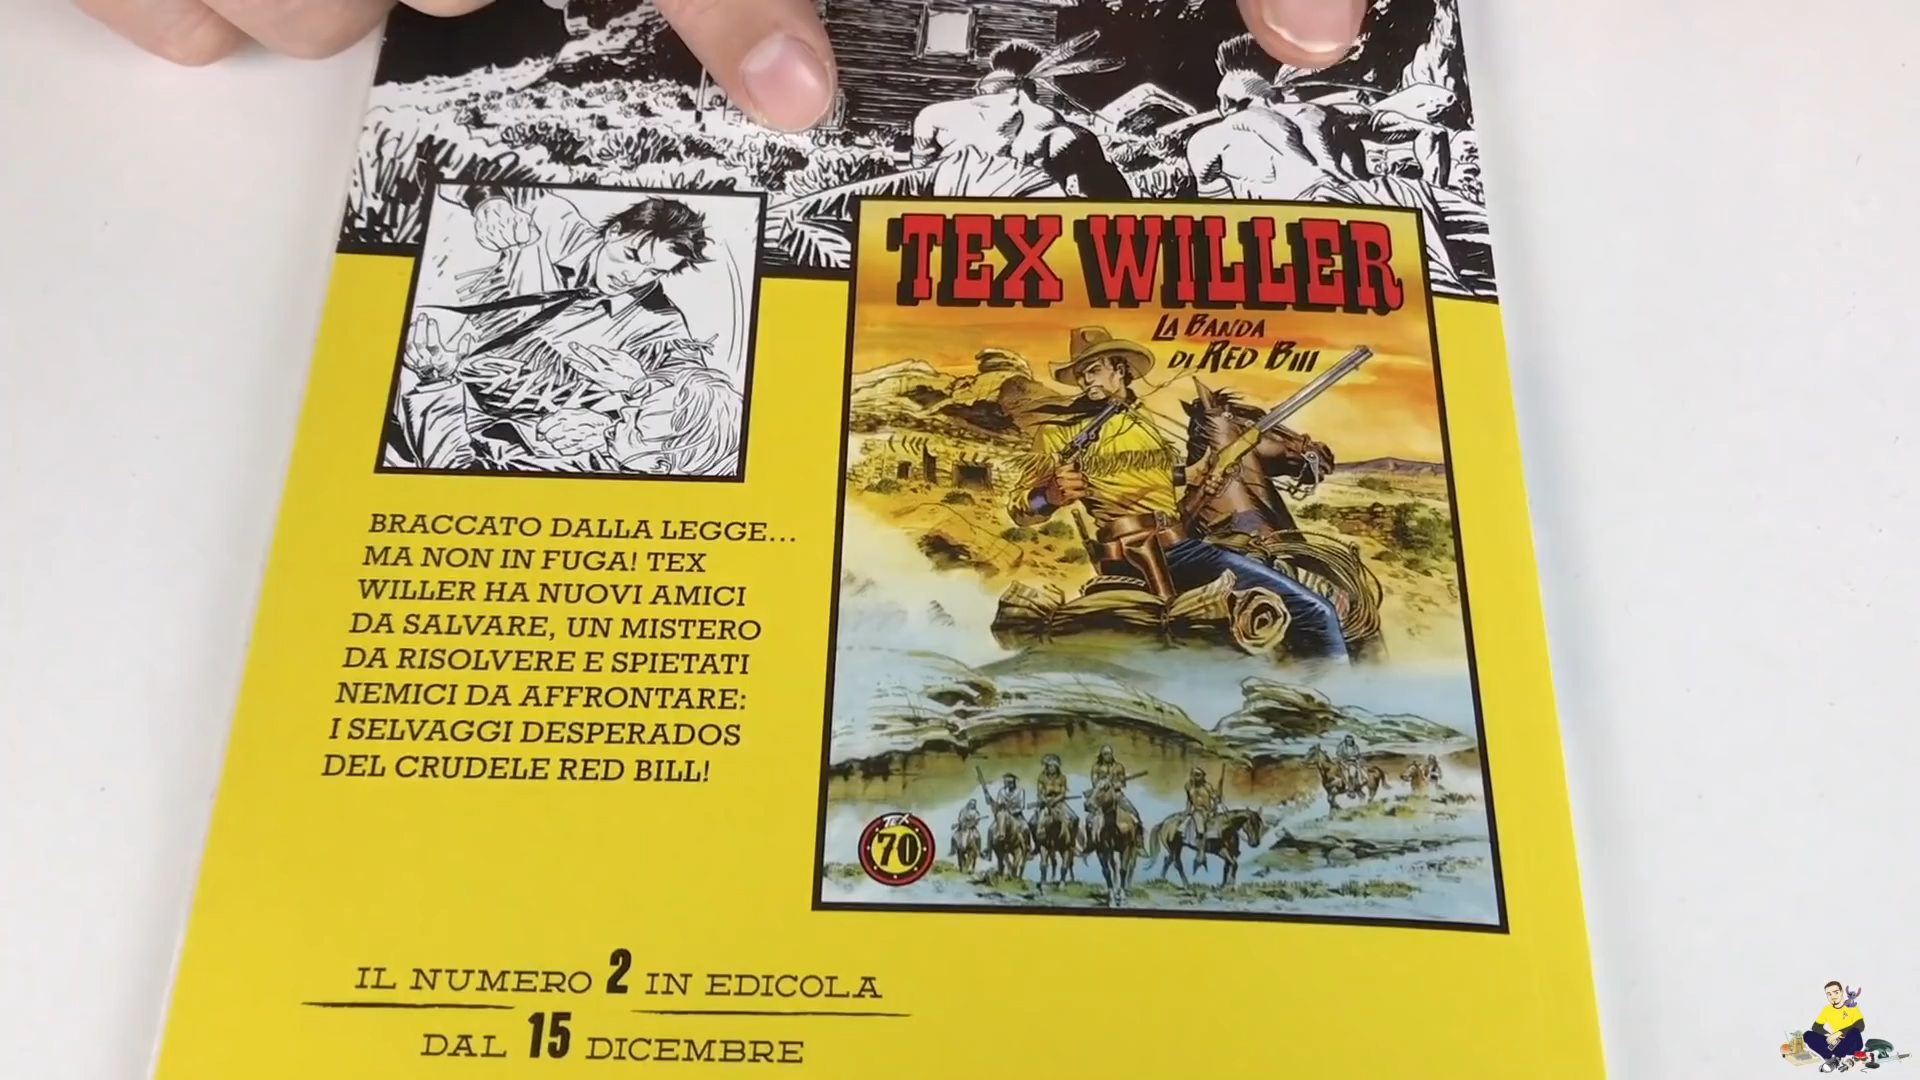 TEX WILLER
LA BANDA
DI RED BIll
SMACK
BRACCATO DALLA LEGGE...
MA NON IN FUGA! TEX
WILLER HA NUOVI AMICI
DA SALVARE, UN MISTERO
DA RISOLVERE E SPIETATI
NEMICI DA AFFRONTARE:
I SELVAGGI DESPERADOS
DEL CRUDELE RED BILL!
TEX
70
IL NUMERO 2 IN EDICOLA
DAL 15 DICEMBRE